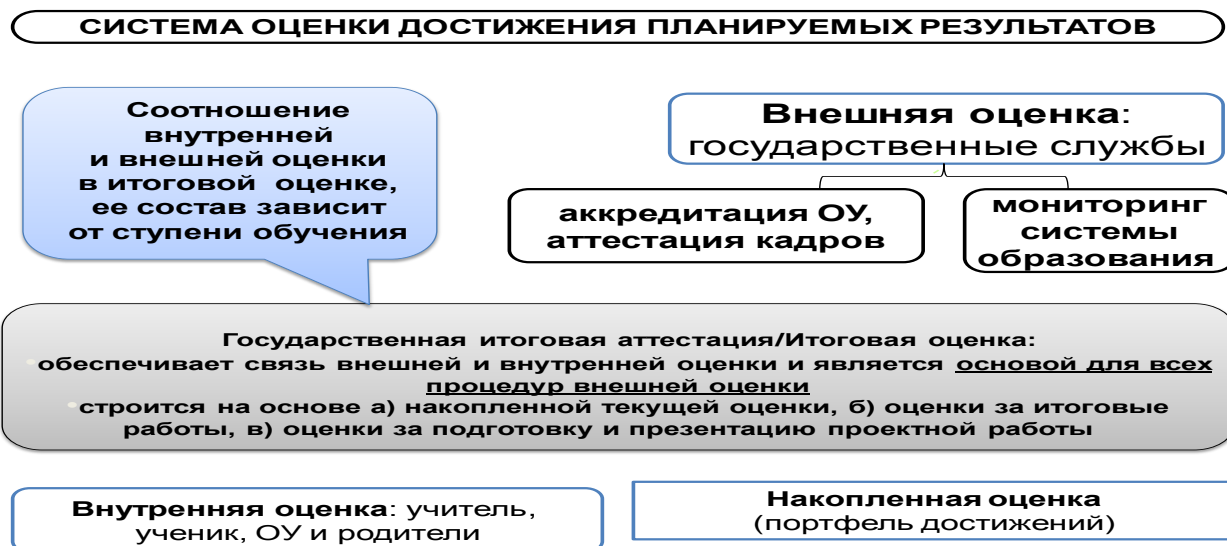 СИСТЕМА ОЦЕНКИ ДОСТИЖЕНИЯ ПЛАНИРУЕМЫХ РЕЗУЛЬТАТОВ
Соотношение
внутренней
и внешней оценки
в итоговой оценке,
ее состав зависит
от ступени обучения
Внешняя оценка:
государственные службы
аккредитация ОУ,
аттестация кадров
мониторинг
системы
образования
Государственная итоговая аттестация/Итоговая оценка:
•обеспечивает связь внешней и внутренней оценки и является основой для всех
процедур внешней оценки
•строится на основе а) накопленной текущей оценки, б) оценки за итоговые
работы, в) оценки за подготовку и презентацию проектной работы
Внутренняя оценка: учитель,
ученик, ОУ и родители
Накопленная оценка
(портфель достижений)